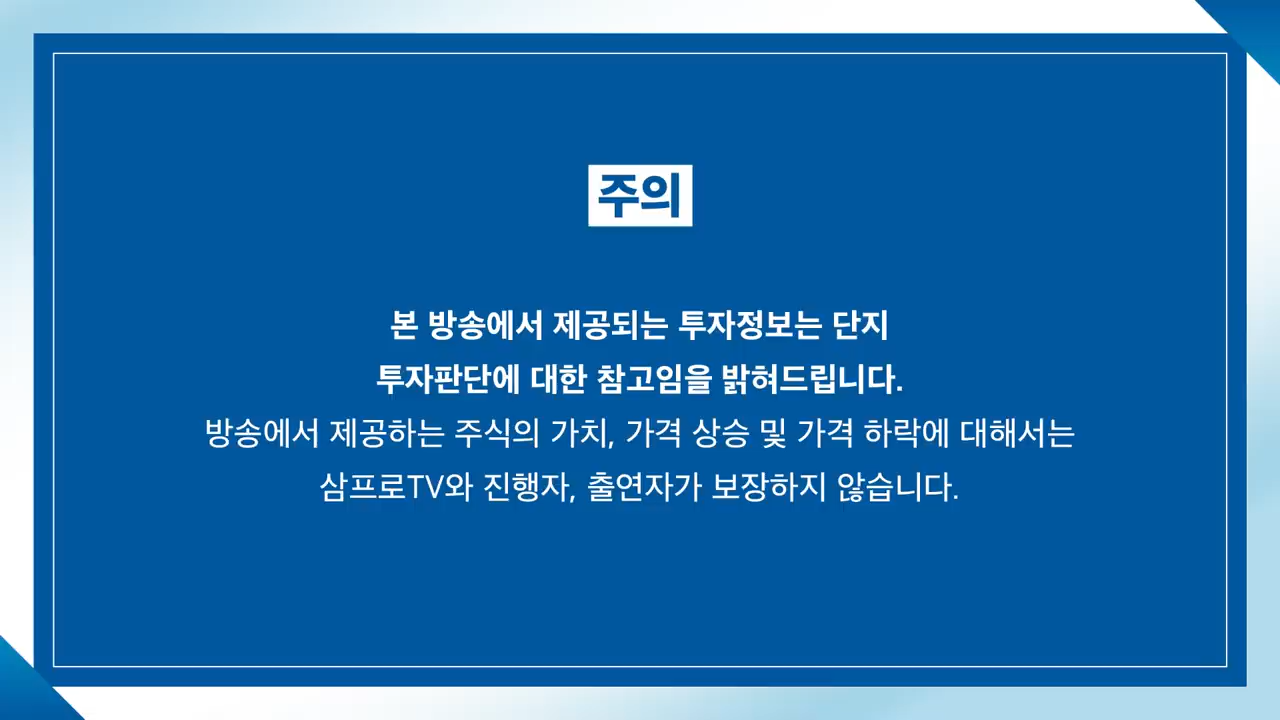 주의
본 방송에서 제공되는 투자정보는 단지
투자판단에 대한 참고임을 밝혀드립니다.
방송에서 제공하는 주식의 가치, 가격 상승 및 가격 하락에 대해서는
삼프로TV와 진행자, 출연자가 보장하지 않습니다.